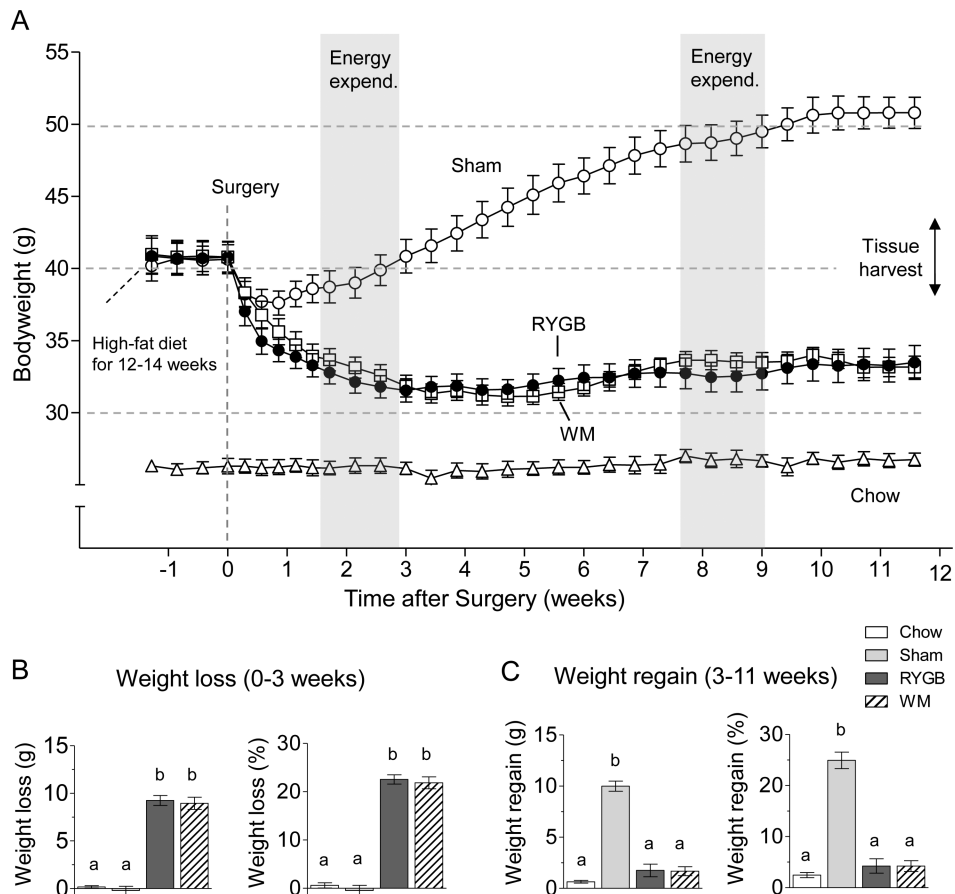 A
55
50
45
40
35
30
Bodyweight (g)
Energy
expend.
Energy
expend.
Surgery
Sham
Tissue
harvest
High-fat diet
for 12-14 weeks
RYGB
WM
Chow
-1 0 1 2 3 4 5 6 7 8 9 10 11 12
Time after Surgery (weeks)
Chow
Sham
RYGB
WM
B
Weight loss (0-3 weeks)
Weight loss (g)
15
10
5
0
a a b b
Weight loss (%)
30
20
10
0
a a b b
C
Weight regain (3-11 weeks)
Weight regain (g)
15
10
5
0
a b a a
Weight regain (%)
30
20
10
0
a b a a